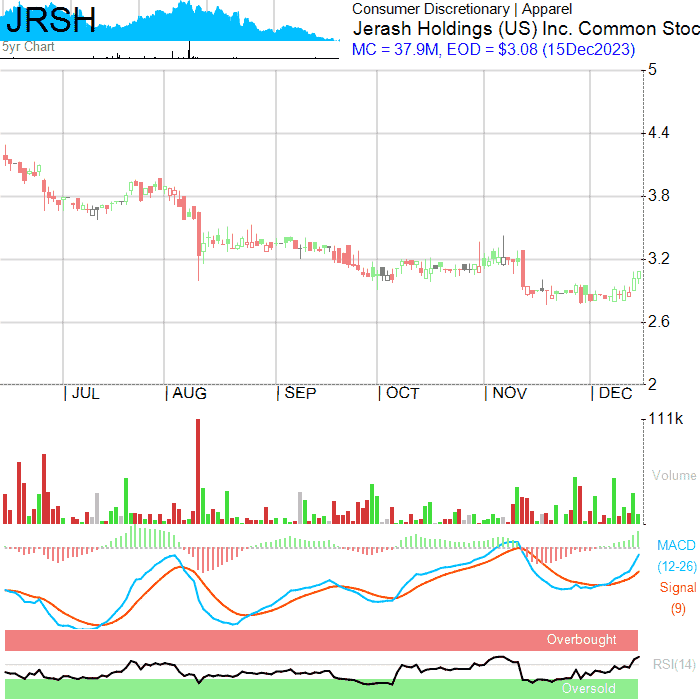 JRSH
5yr Chart
Consumer Discretionary | Apparel
Jerash Holdings (US) Inc. Common Stoc
MC = 37.9M, EOD = $3.08 (15Dec2023)
5
4.4
3.8
3.2
2.6
2
| JUL | AUG | SEP | OCT | NOV | DEC
111k
Volume
MACD
(12-26)
Signal
(9)
Overbought
RSI(14)
Oversold